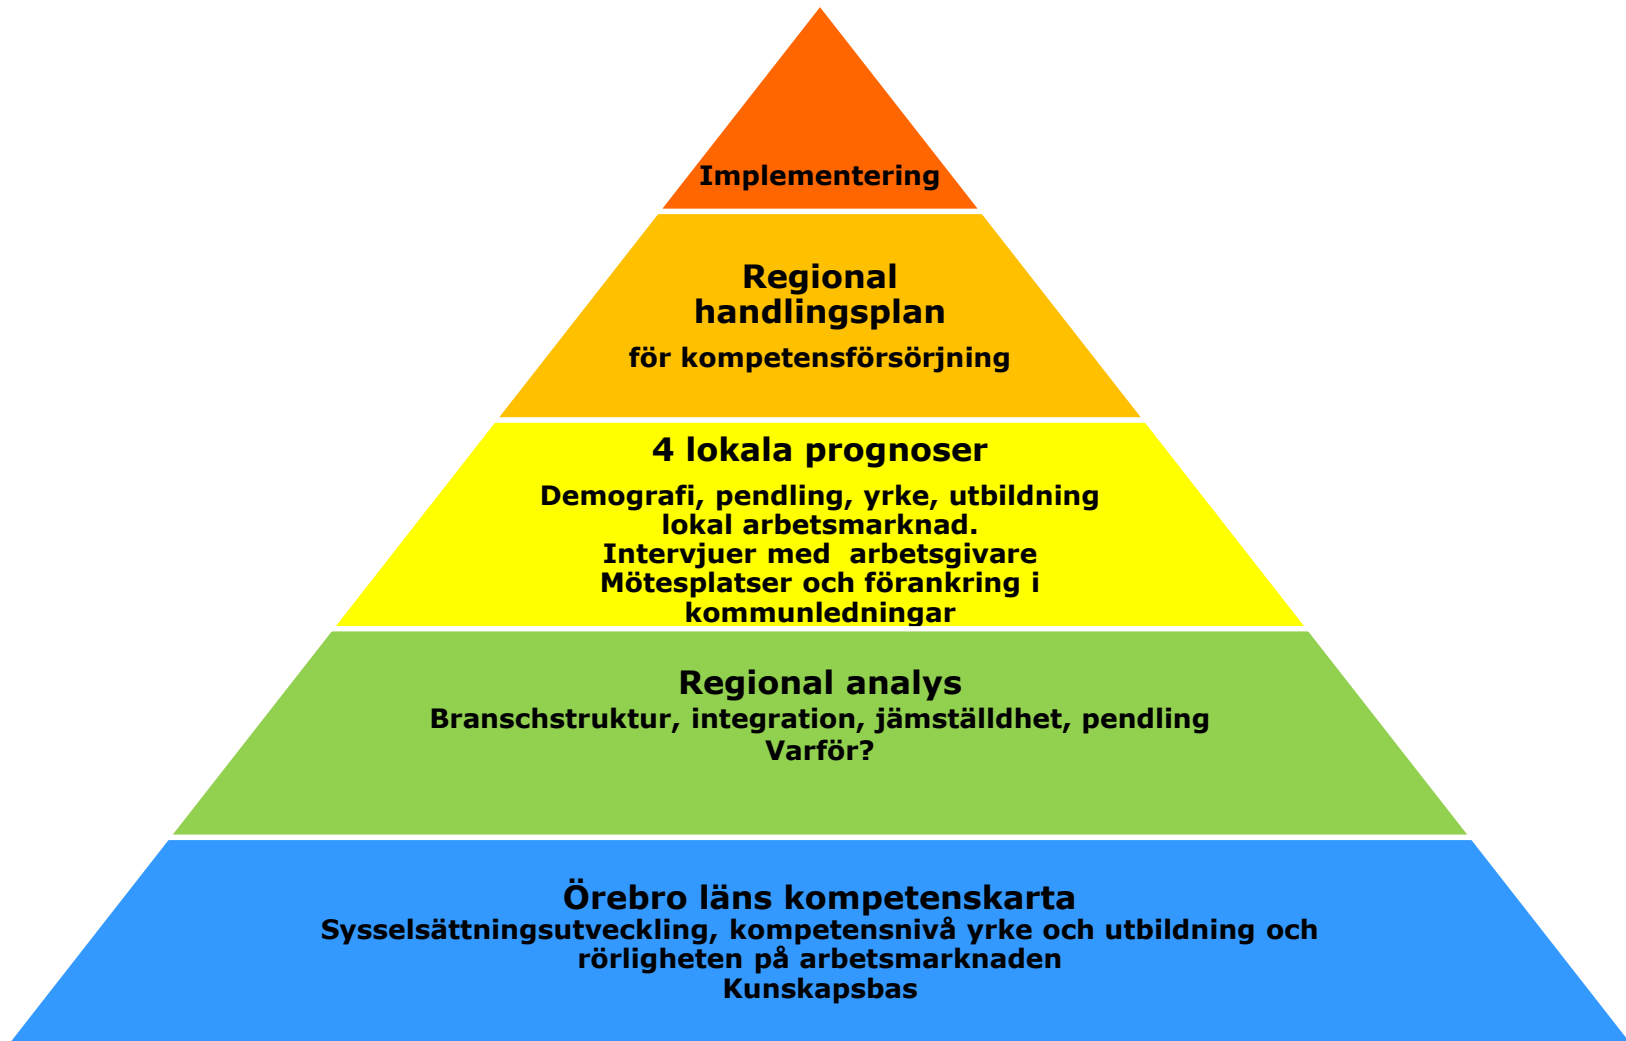 Implementering
Regional
handlingsplan
för kompetensförsörjning
4 lokala prognoser
Demografi, pendling, yrke, utbildning
lokal arbetsmarknad.
Intervjuer med  arbetsgivare
Mötesplatser och förankring i
kommunledningar
Regional analys
Branschstruktur, integration, jämställdhet, pendling
Varför?
Örebro läns kompetenskarta
Sysselsättningsutveckling, kompetensnivå yrke och utbildning och
rörligheten på arbetsmarknaden
Kunskapsbas